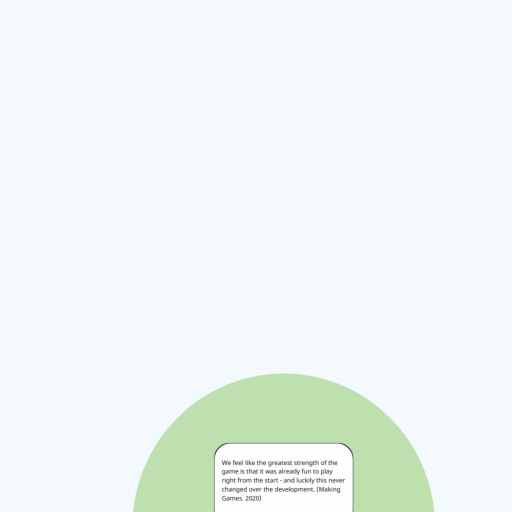 We feel like the greatest strength of the
game is that it was already fun to play
right from the start - and luckily this never
changed over the development. (Making
Games. 2020)